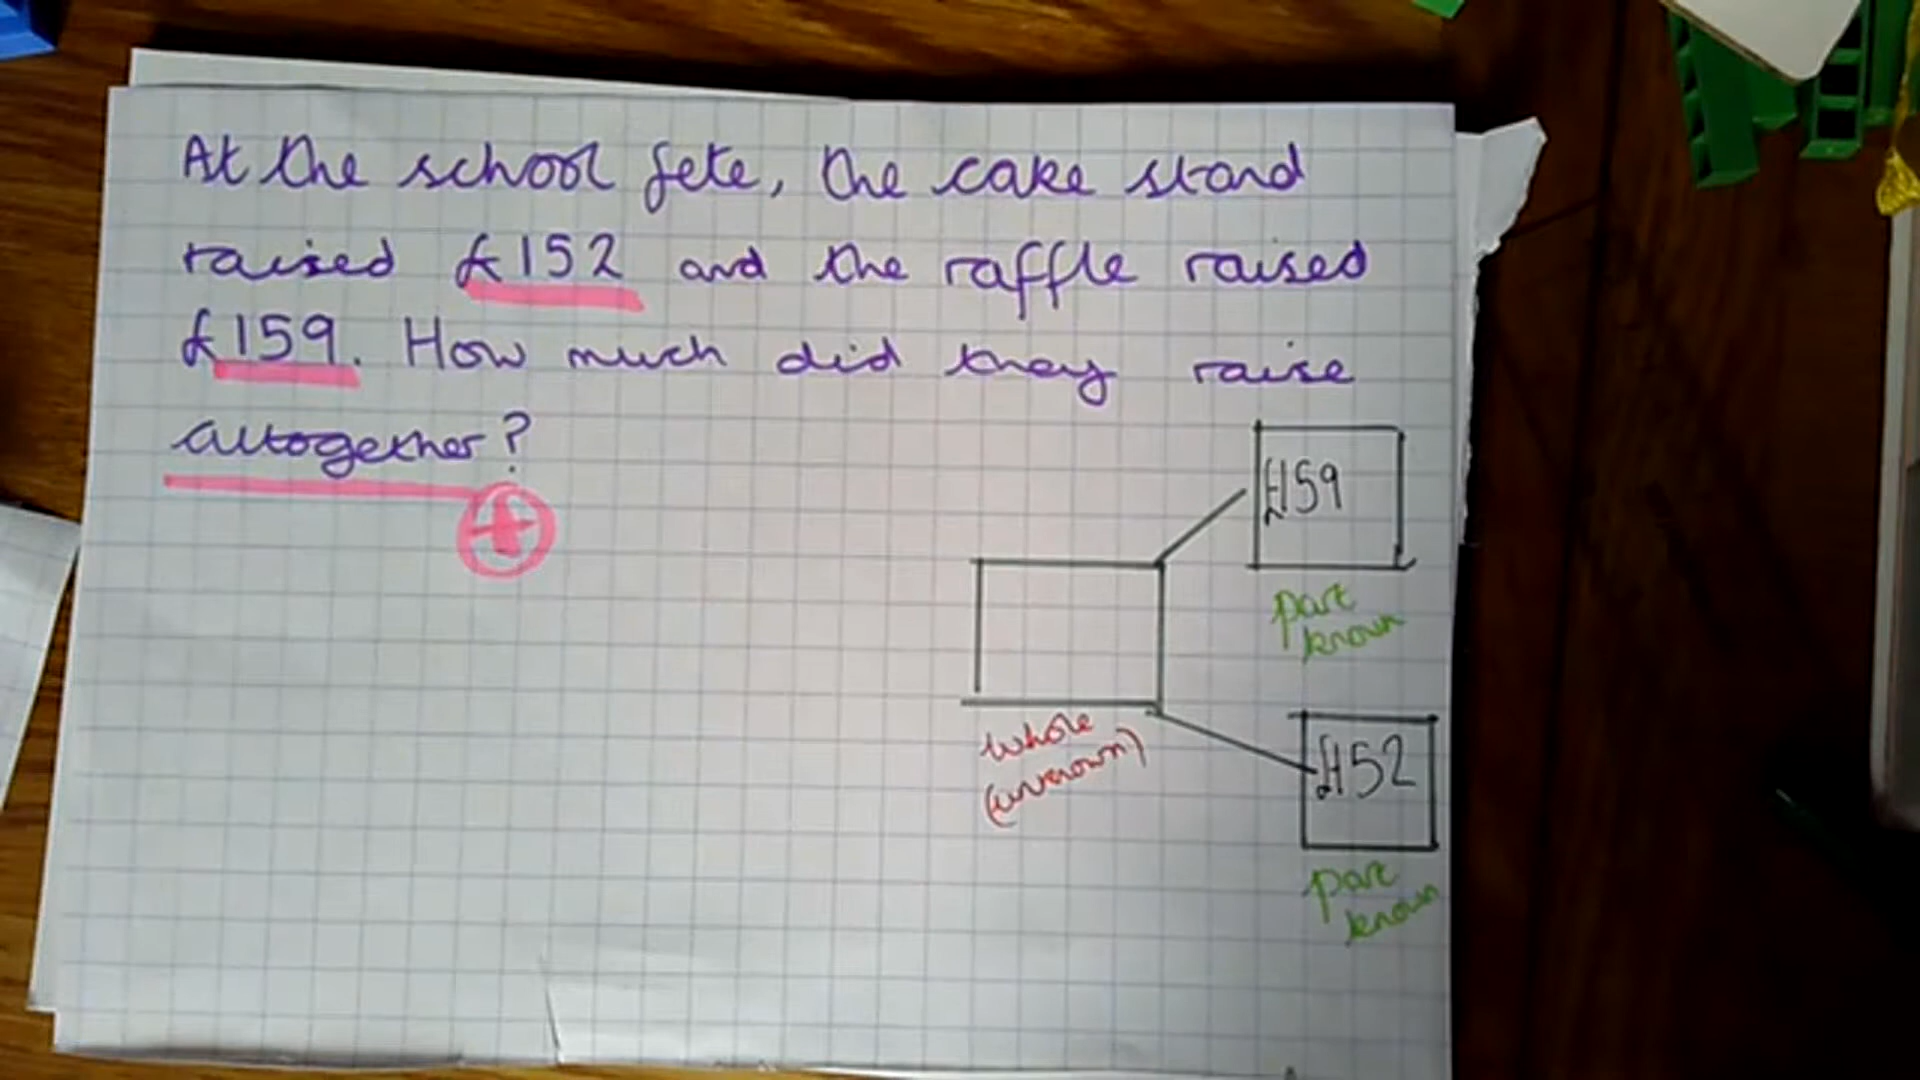 At the school fete, the cake stand
raised £152 and the raffle raised
£159. How much did they raise
altogether?
+
£159
part
known
whole
(unknown)
£152
part
known